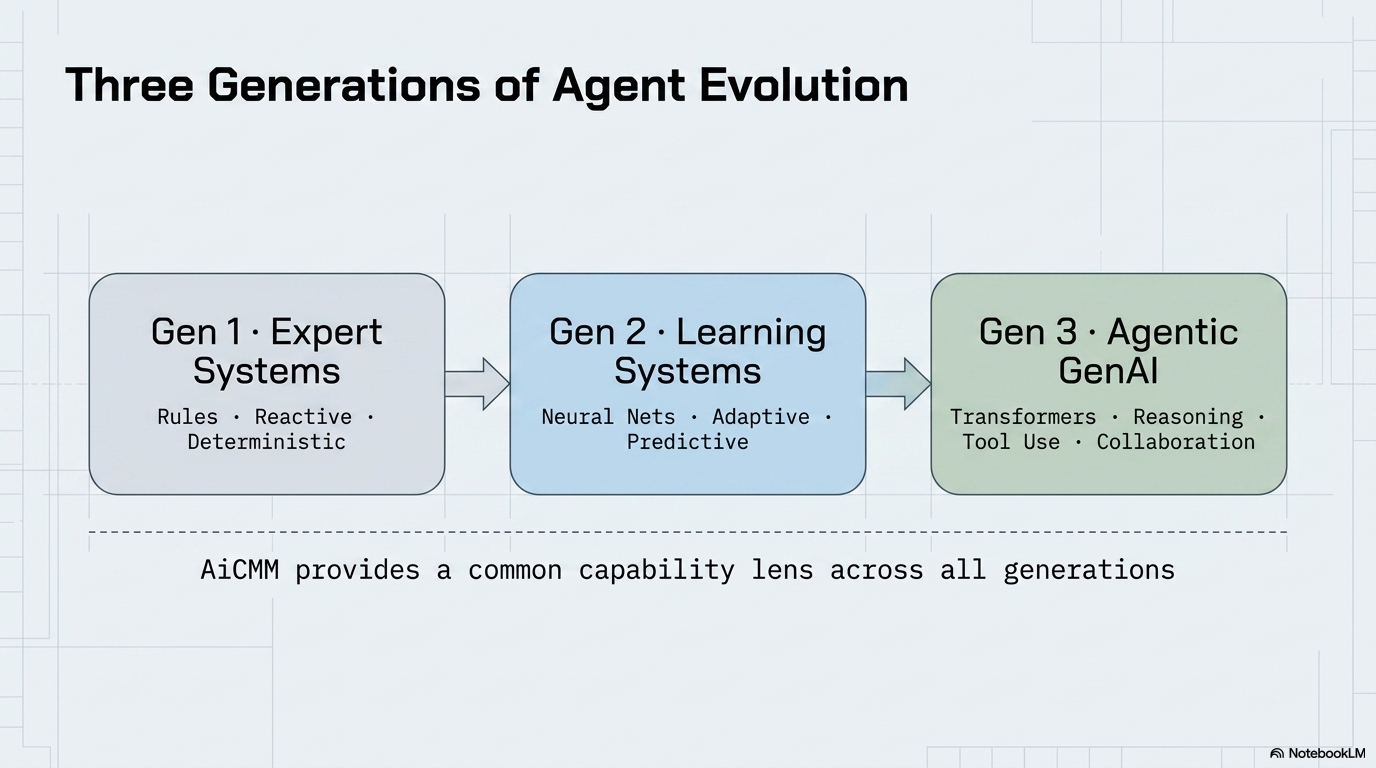 Three Generations of Agent Evolution
Gen 1 · Expert
Systems
Rules · Reactive ·
Deterministic
Gen 2 · Learning
Systems
Neural Nets · Adaptive ·
Predictive
Gen 3 · Agentic
GenAI
Transformers · Reasoning ·
Tool Use · Collaboration
AiCMM provides a common capability lens across all generations
NotebookLM